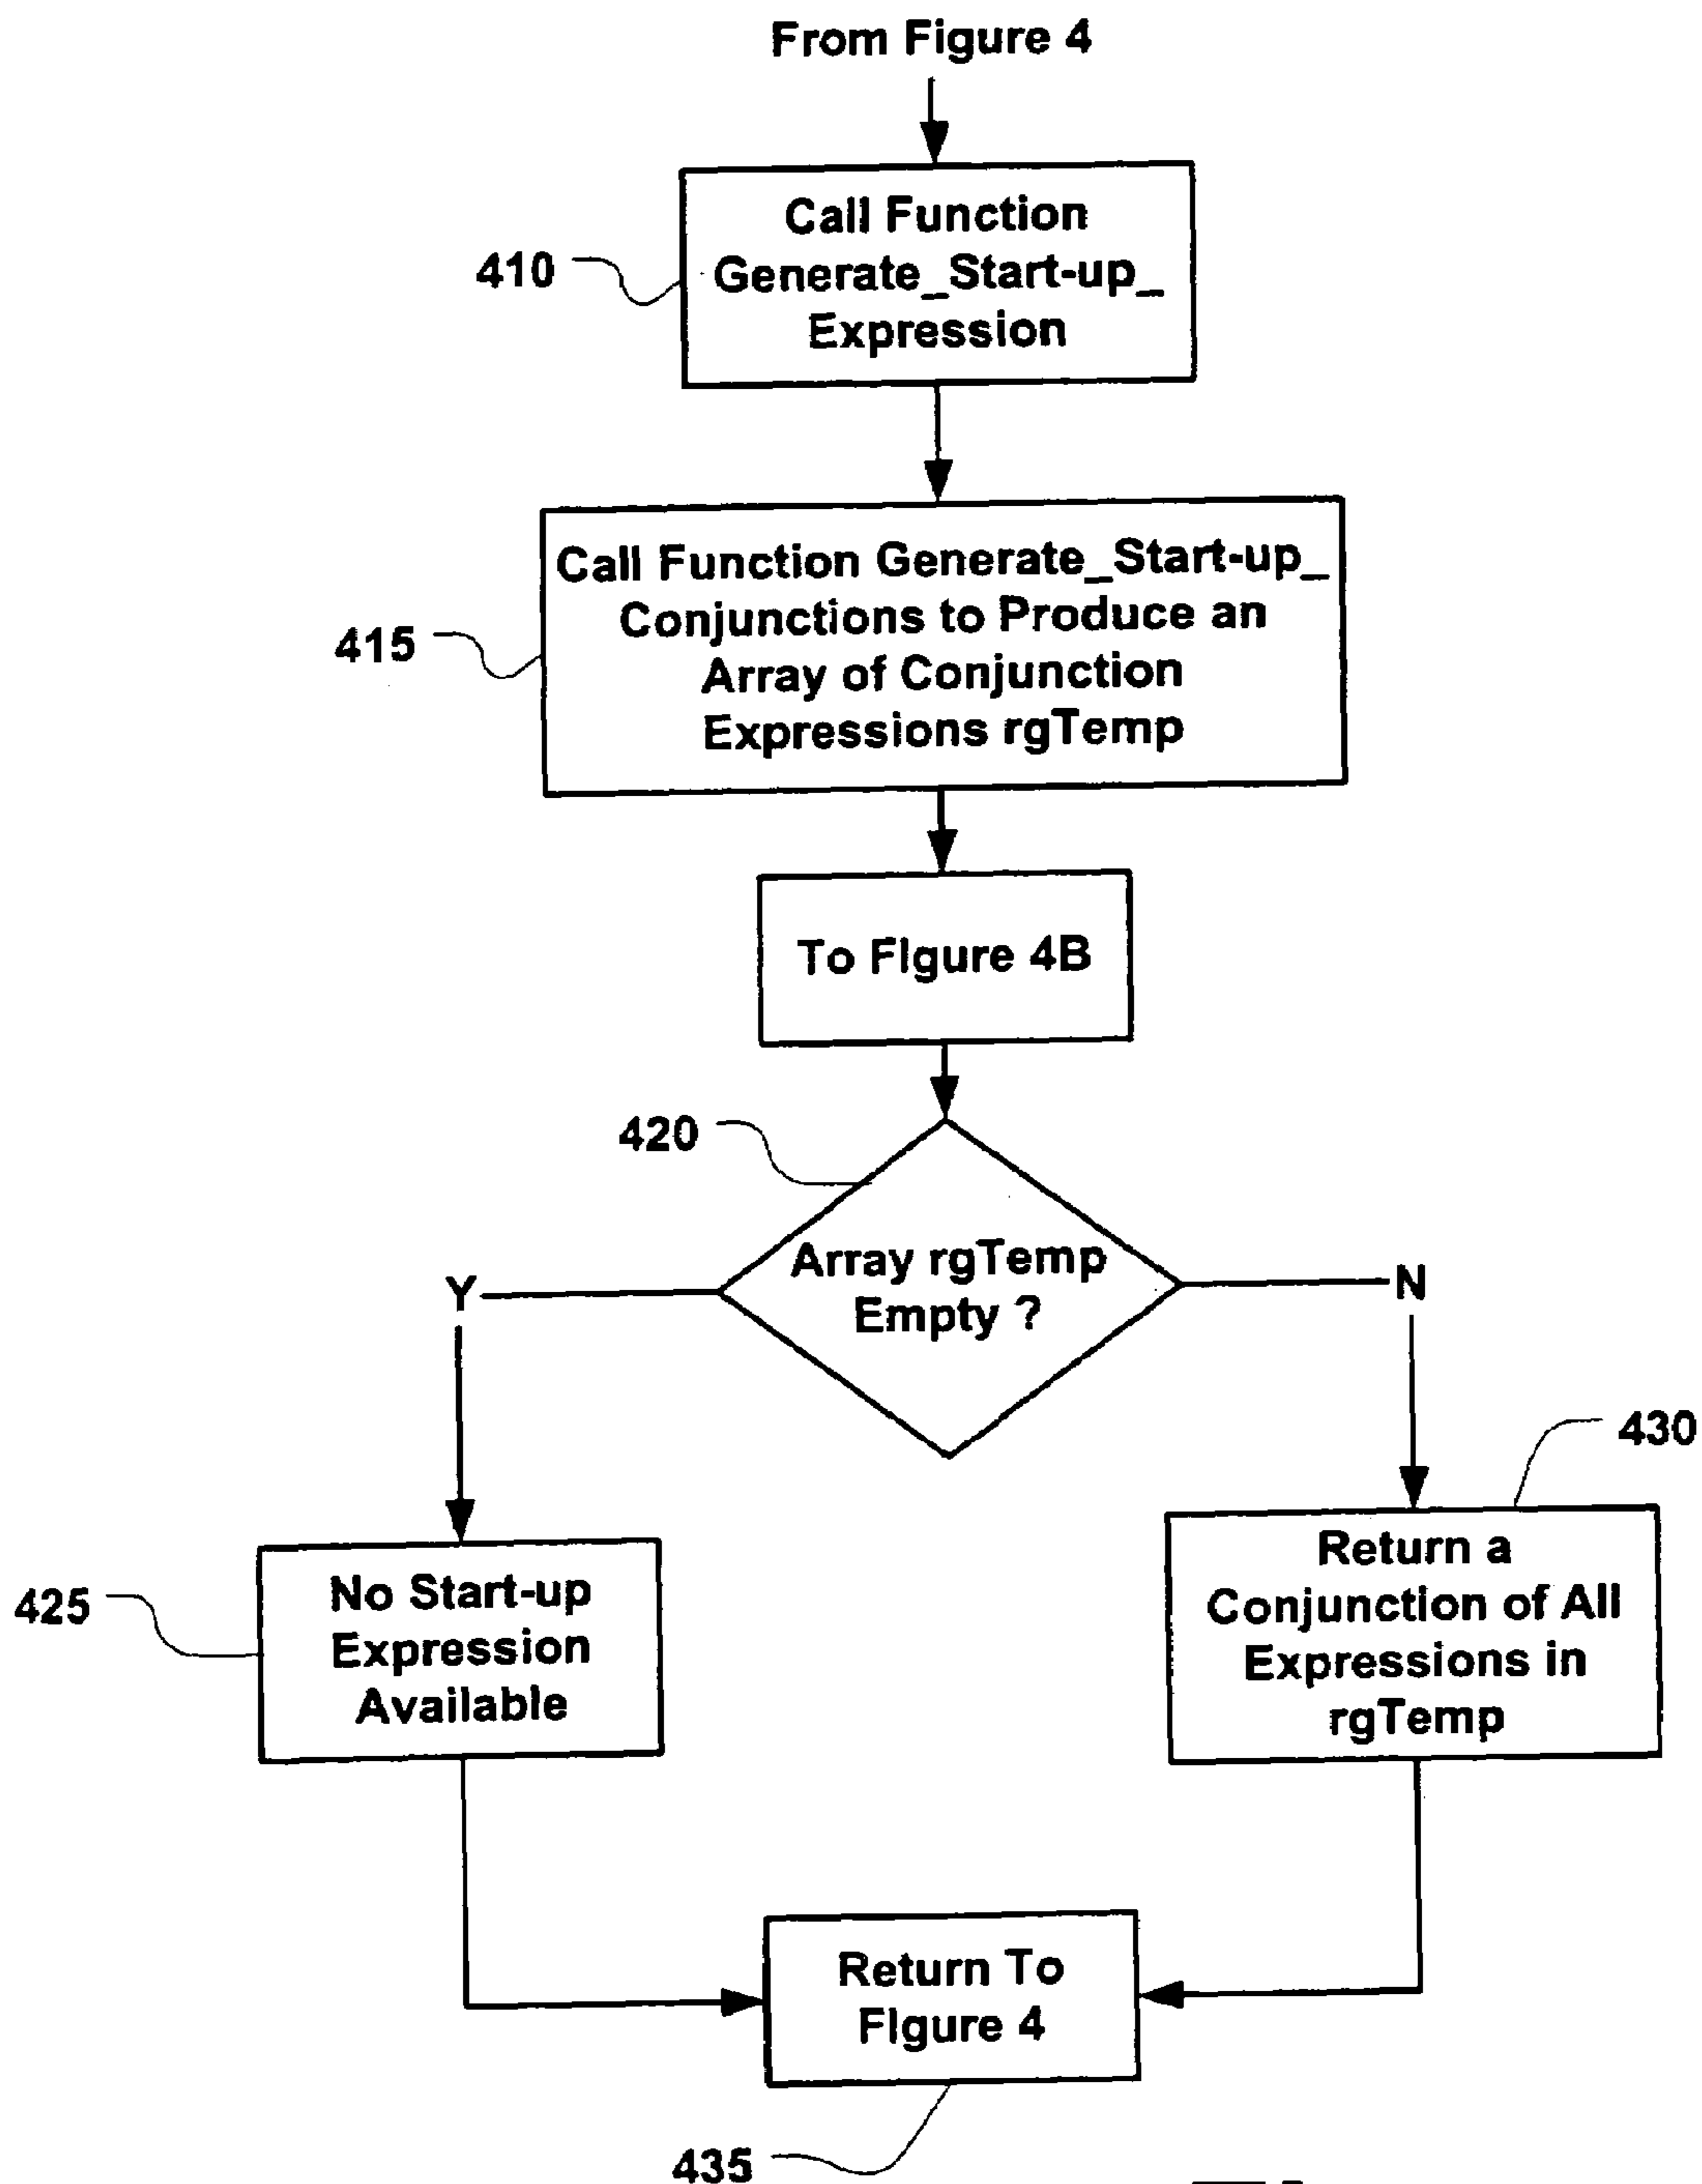 From Figure 4
Call Function
Generate_Start-up_
Expression
410
Call Function Generate_Start-up_
Conjunctions to Produce an
Array of Conjunction
Expressions rgTemp
415
To FIgure 4B
420
Array rgTemp
Empty ?
Y
N
430
425
No Start-up
Expression
Available
Return a
Conjunction of All
Expressions in
rgTemp
Return To
FIgure 4
435